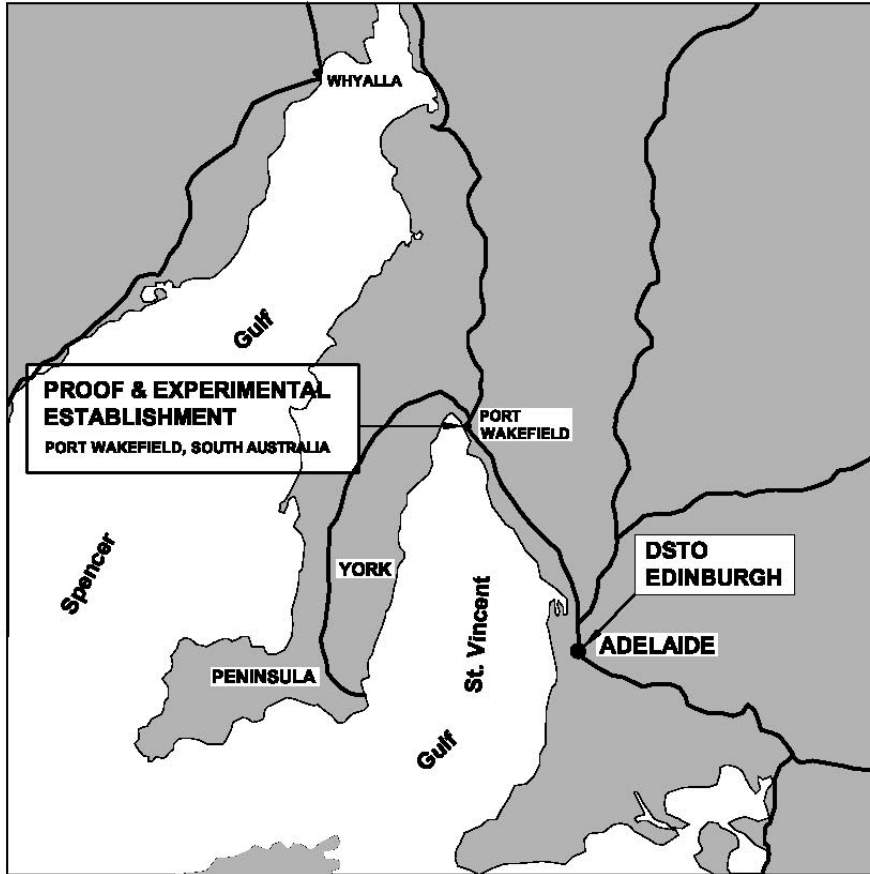 WHYALLA
Gulf
PROOF & EXPERIMENTAL
ESTABLISHMENT
PORT WAKEFIELD, SOUTH AUSTRALIA
PORT
WAKEFIELD
Spencer
YORK
DSTO
EDINBURGH
St. Vincent
ADELAIDE
PENINSULA
Gulf